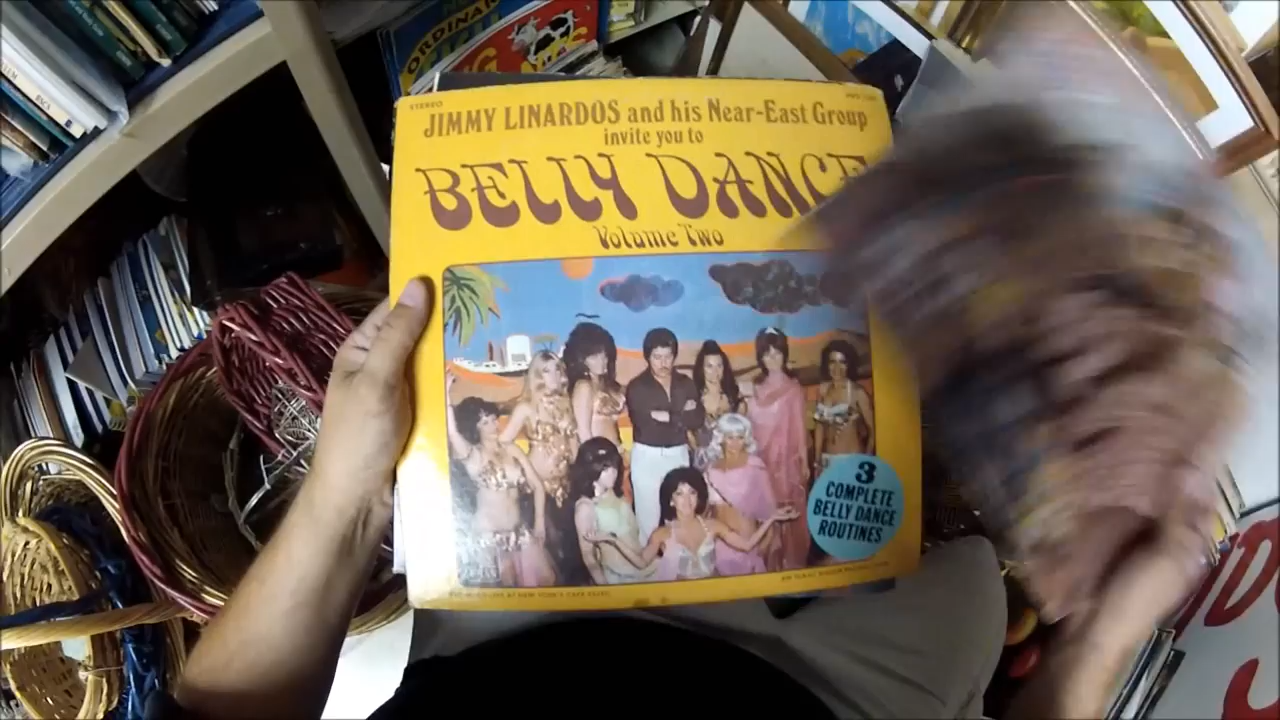 ORDINAR
STEREO
JIMMY LINARDOS and his Near-East Group
invite you to
BELLY DANCE
Volume Two
3
COMPLETE
BELLY DANCE
ROUTINES